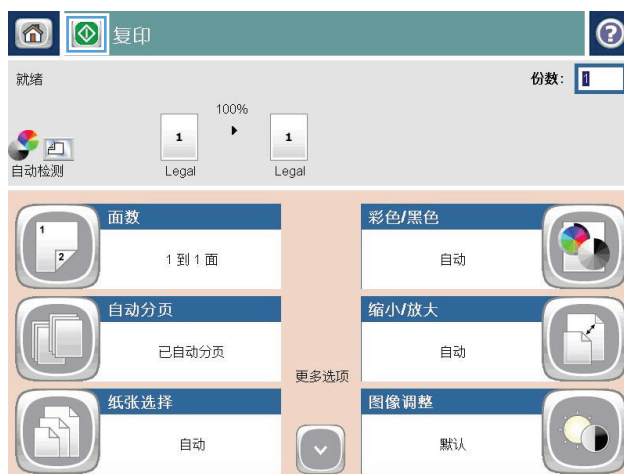 复印
就绪
份数: 1
100%
1
1
自动检测
Legal
Legal
面数
1 到 1 面
1
2
彩色/黑色
自动
自动分页
已自动分页
缩小/放大
自动
更多选项
纸张选择
自动
图像调整
默认